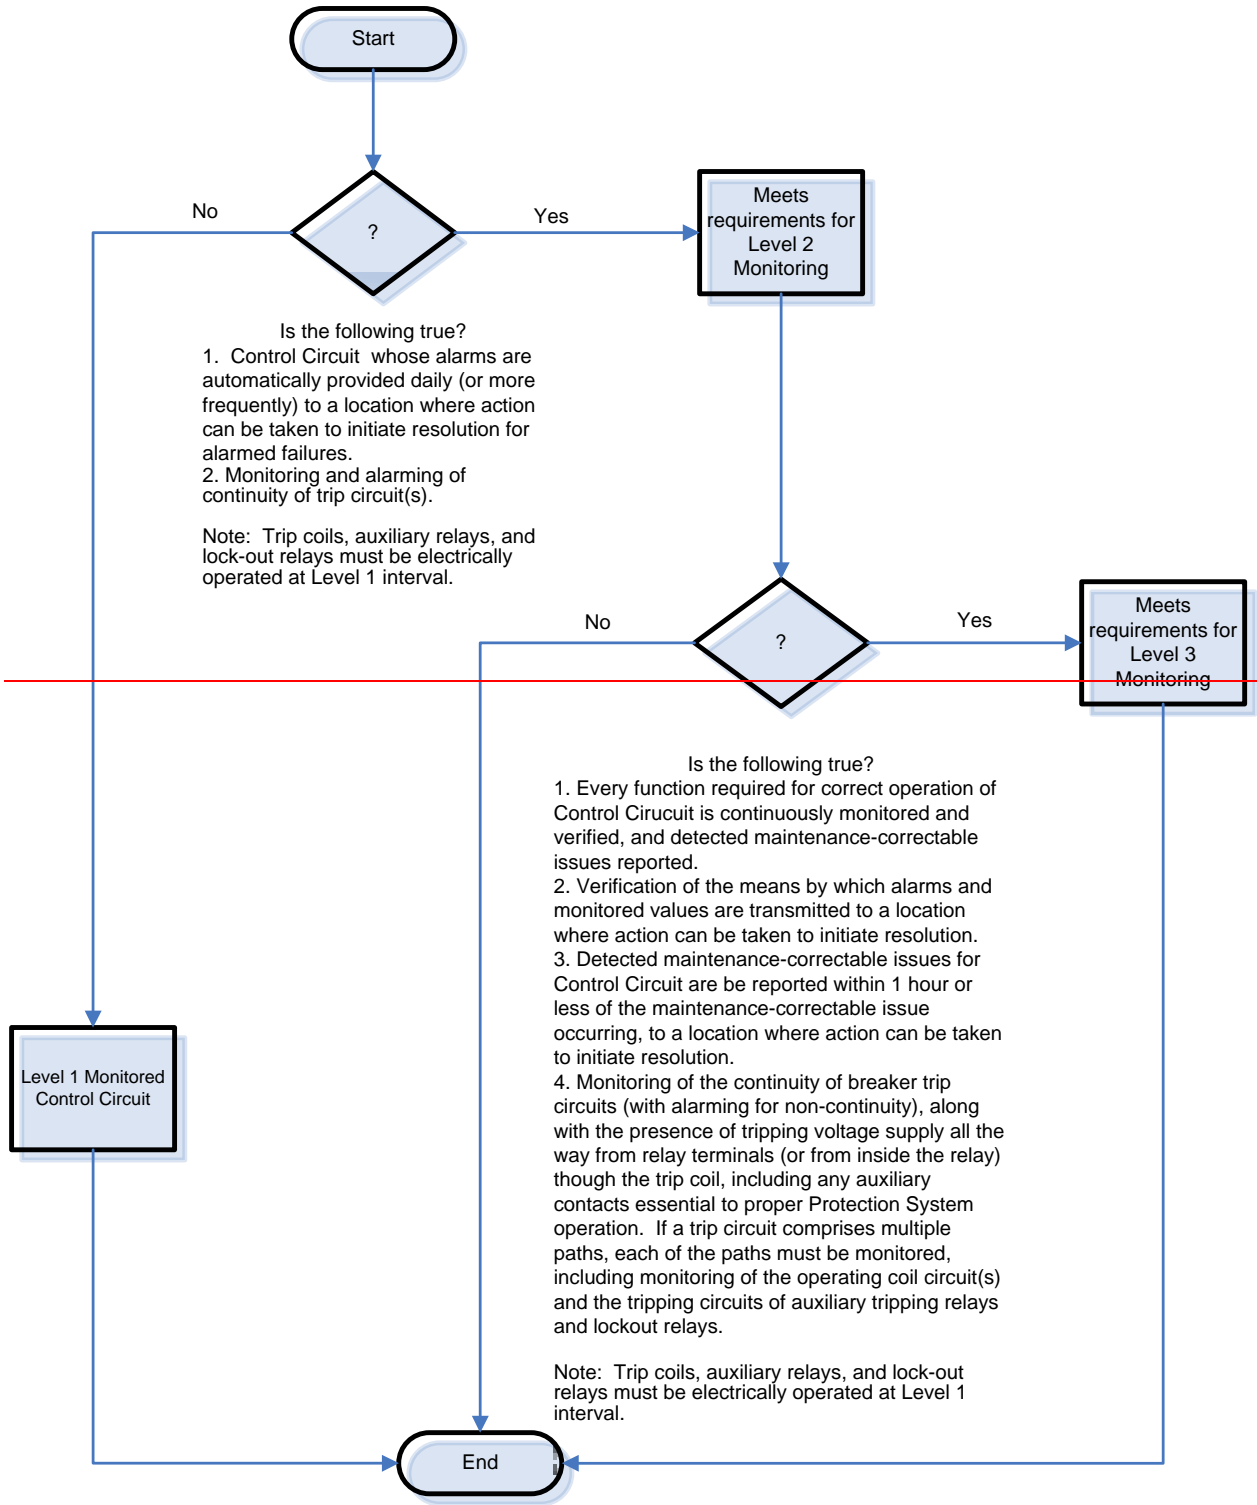 Start
No
?
Yes
Meets
requirements for
Level 2
Monitoring
Is the following true?
1.  Control Circuit  whose alarms are
automatically provided daily (or more
frequently) to a location where action
can be taken to initiate resolution for
alarmed failures.
2. Monitoring and alarming of
continuity of trip circuit(s).
Note:  Trip coils, auxiliary relays, and
lock-out relays must be electrically
operated at Level 1 interval.
No
?
Yes
Meets
requirements for
Level 3
Monitoring
Is the following true?
1. Every function required for correct operation of
Control Cirucuit is continuously monitored and
verified, and detected maintenance-correctable
issues reported.
2. Verification of the means by which alarms and
monitored values are transmitted to a location
where action can be taken to initiate resolution.
3. Detected maintenance-correctable issues for
Control Circuit are be reported within 1 hour or
less of the maintenance-correctable issue
occurring, to a location where action can be taken
to initiate resolution.
4. Monitoring of the continuity of breaker trip
circuits (with alarming for non-continuity), along
with the presence of tripping voltage supply all the
way from relay terminals (or from inside the relay)
though the trip coil, including any auxiliary
contacts essential to proper Protection System
operation.  If a trip circuit comprises multiple
paths, each of the paths must be monitored,
including monitoring of the operating coil circuit(s)
and the tripping circuits of auxiliary tripping relays
and lockout relays.
Note:  Trip coils, auxiliary relays, and lock-out
relays must be electrically operated at Level 1
interval.
Level 1 Monitored
Control Circuit
End